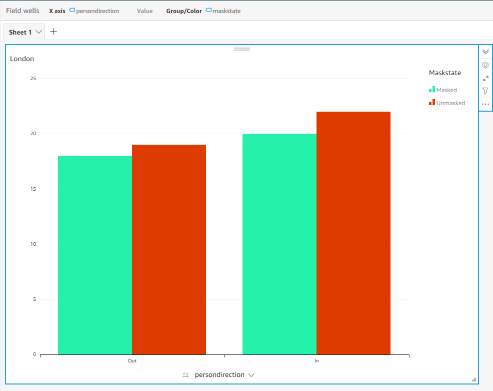 Field wells X axis persondirection Value Group/Color maskstate
Sheet 1 +
London
Maskstate
Masked
Unmasked
25
20
15
10
5
0
Out In
persondirection